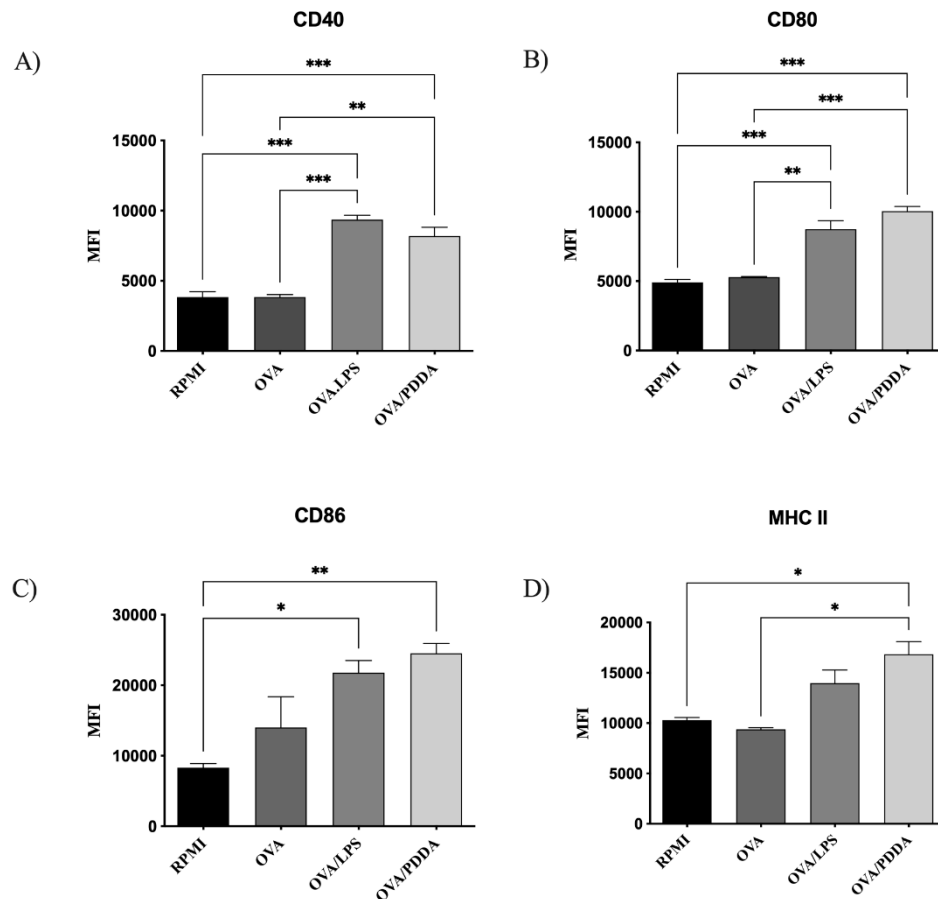 CD40
A)
***
**
***
***
15000
10000
5000
0
MFI
RPMI
OVA
OVA.LPS
OVA/PDDA
CD80
B)
***
***
***
**
15000
10000
5000
0
MFI
RPMI
OVA
OVA/LPS
OVA/PDDA
CD86
C)
**
*
30000
20000
10000
0
MFI
RPMI
OVA
OVA/LPS
OVA/PDDA
MHC II
D)
*
*
20000
15000
10000
5000
0
MFI
RPMI
OVA
OVA/LPS
OVA/PDDA